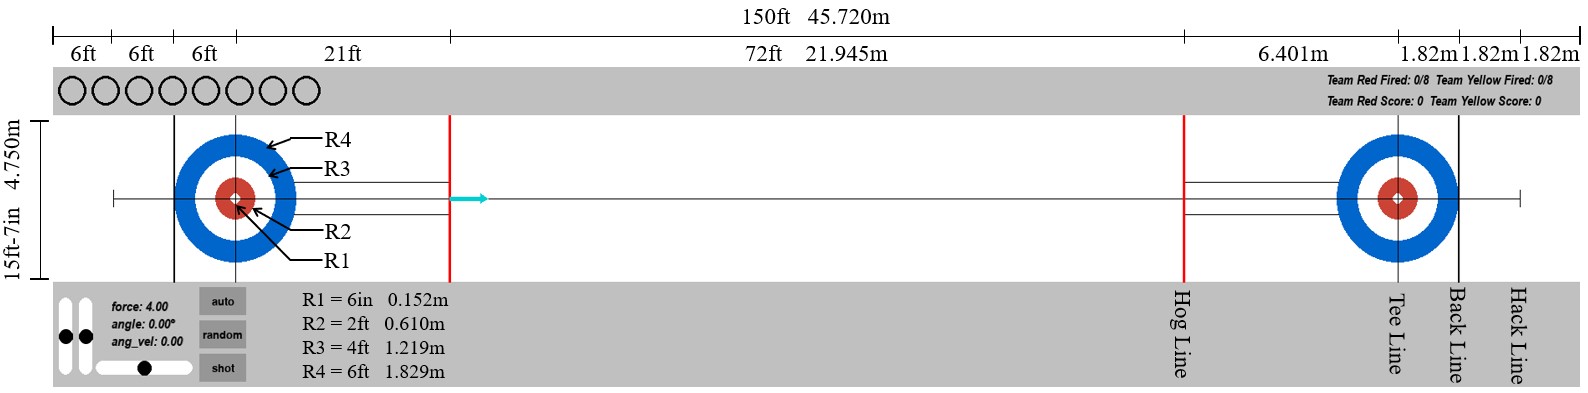 150ft 45.720m
6ft 6ft 6ft 21ft 72ft 21.945m 6.401m 1.82m 1.82m 1.82m
Team Red Fired: 0/8 Team Yellow Fired: 0/8
Team Red Score: 0 Team Yellow Score: 0
15ft-7in 4.750m
R4
R3
R2
R1
force: 4.00
angle: 0.00º
ang_vel: 0.00
auto
random
shot
R1 = 6in 0.152m
R2 = 2ft 0.610m
R3 = 4ft 1.219m
R4 = 6ft 1.829m
Hog Line
Tee Line
Back Line
Hack Line